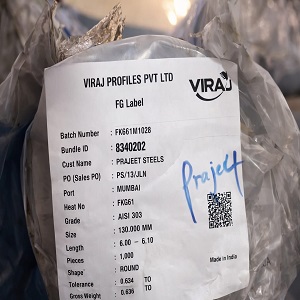 VIRAJ PROFILES PVT LTD
VIRAJ
FG Label
Batch Number : FK661M1028
Bundle ID : 8340202
Cust Name : PRAJEET STEELS
PO (Sales PO) : PS/13/JLN
Port : MUMBAI
Heat No : FKG61
Grade : AISI 303
Size : 130.000 MM
Length : 6.00 - 6.10
Pieces : 1,000
Shape : ROUND
Tolerance : 0.634 TO
Gross Weight : 0.636 TO
Prajeet
Made in India